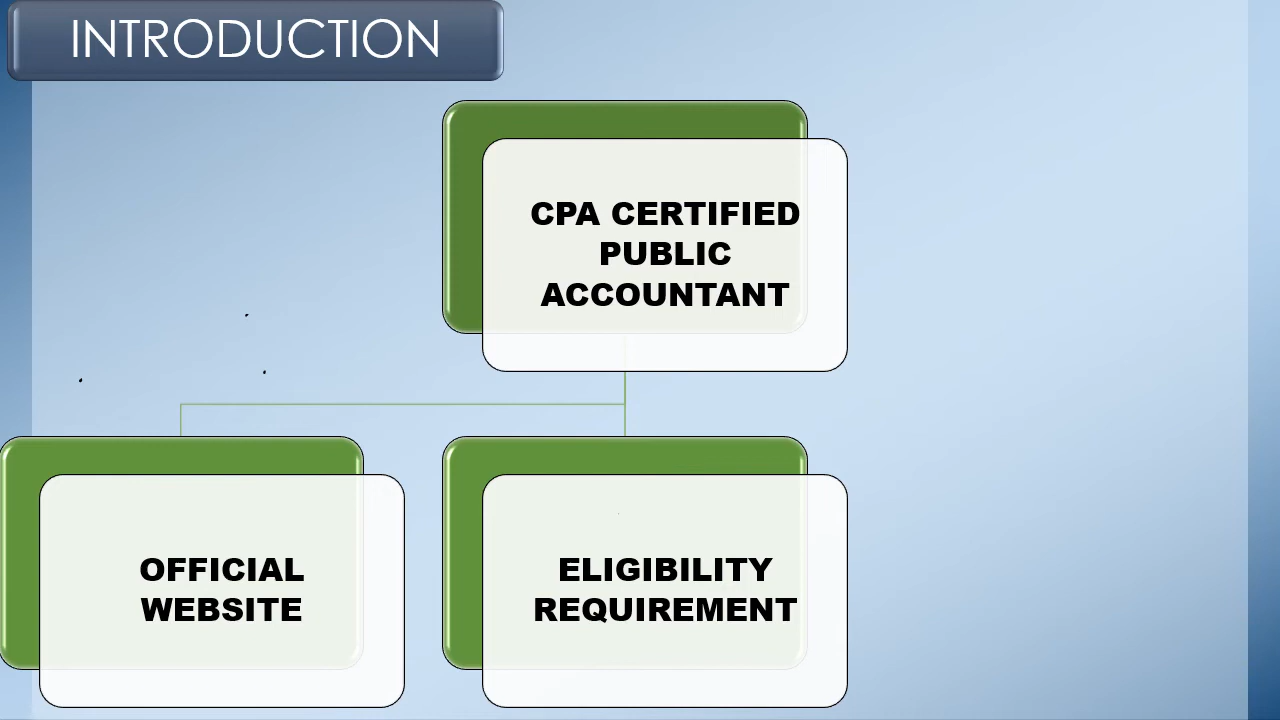 INTRODUCTION
CPA CERTIFIED
PUBLIC
ACCOUNTANT
OFFICIAL
WEBSITE
ELIGIBILITY
REQUIREMENT